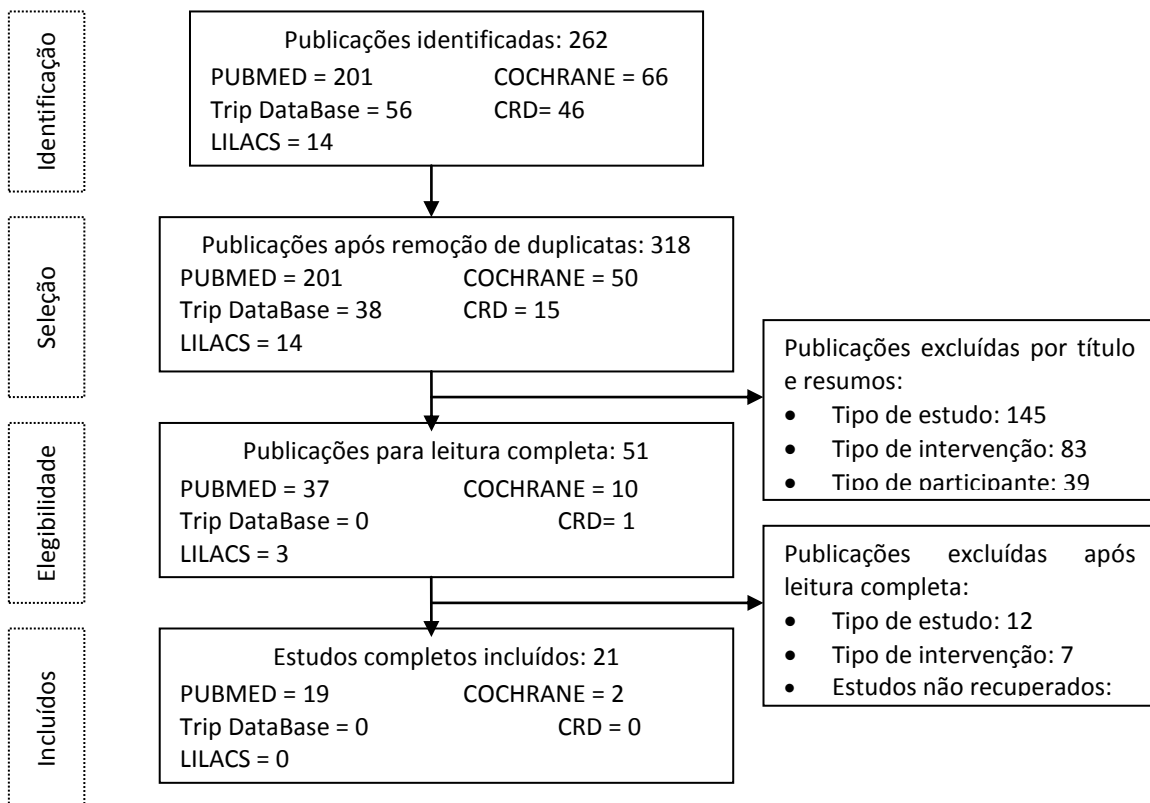 Identificação
Publicações identificadas: 262
PUBMED = 201 COCHRANE = 66
Trip DataBase = 56 CRD= 46
LILACS = 14
Seleção
Publicações após remoção de duplicatas: 318
PUBMED = 201 COCHRANE = 50
Trip DataBase = 38 CRD = 15
LILACS = 14
Publicações excluídas por título
e resumos:
• Tipo de estudo: 145
• Tipo de intervenção: 83
• Tipo de participante: 39
Elegibilidade
Publicações para leitura completa: 51
PUBMED = 37 COCHRANE = 10
Trip DataBase = 0 CRD= 1
LILACS = 3
Publicações excluídas após
leitura completa:
• Tipo de estudo: 12
• Tipo de intervenção: 7
• Estudos não recuperados:
Incluídos
Estudos completos incluídos: 21
PUBMED = 19 COCHRANE = 2
Trip DataBase = 0 CRD = 0
LILACS = 0